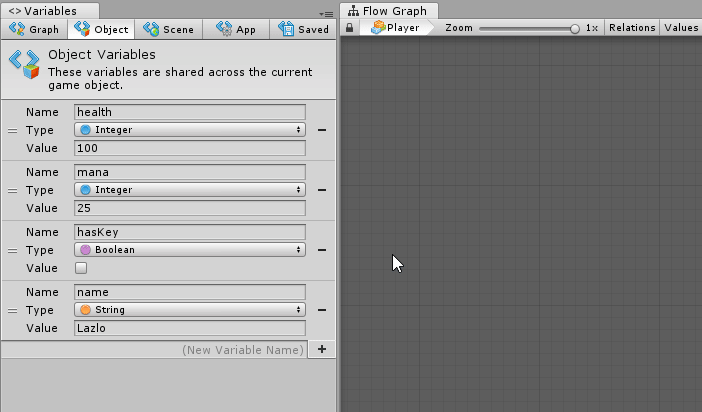 <> Variables
Graph Object Scene App Saved
Object Variables
These variables are shared across the current
game object.
Name health
Type Integer
Value 100
Name mana
Type Integer
Value 25
Name hasKey
Type Boolean
Value
Name name
Type String
Value Lazlo
(New Variable Name) +
Flow Graph
Player Zoom 1x Relations Values